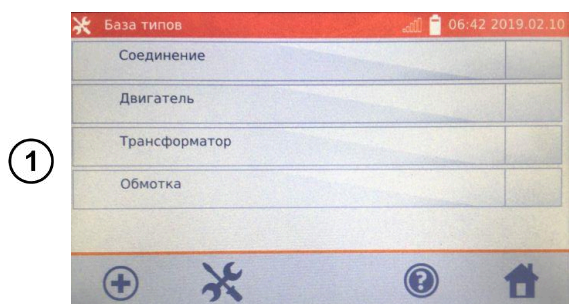 База типов 06:42 2019.02.10
Соединение
Двигатель
1
Трансформатор
Обмотка